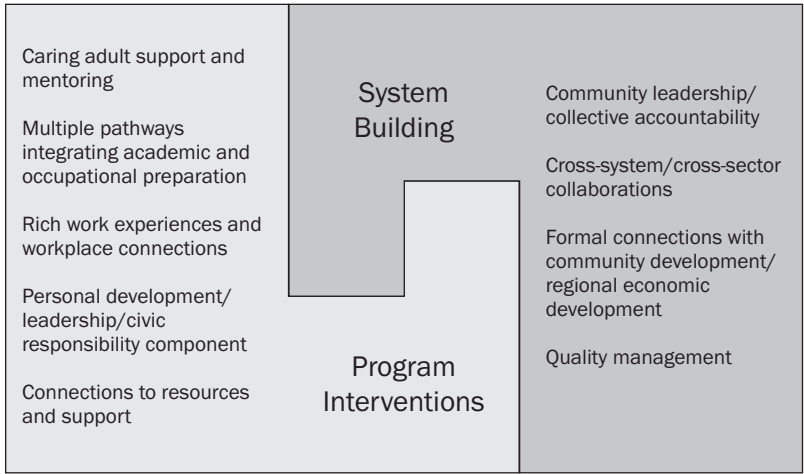 Caring adult support and
mentoring
Multiple pathways
integrating academic and
occupational preparation
Rich work experiences and
workplace connections
Personal development/
leadership/civic
responsibility component
Connections to resources
and support
System
Building
Program
Interventions
Community leadership/
collective accountability
Cross-system/cross-sector
collaborations
Formal connections with
community development/
regional economic
development
Quality management